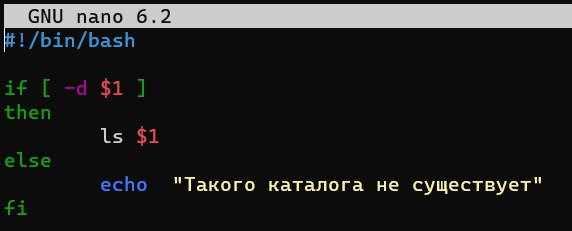 GNU nano 6.2
#!/bin/bash
if [ -d $1 ]
then
ls $1
else
echo  "Такого каталога не существует"
fi